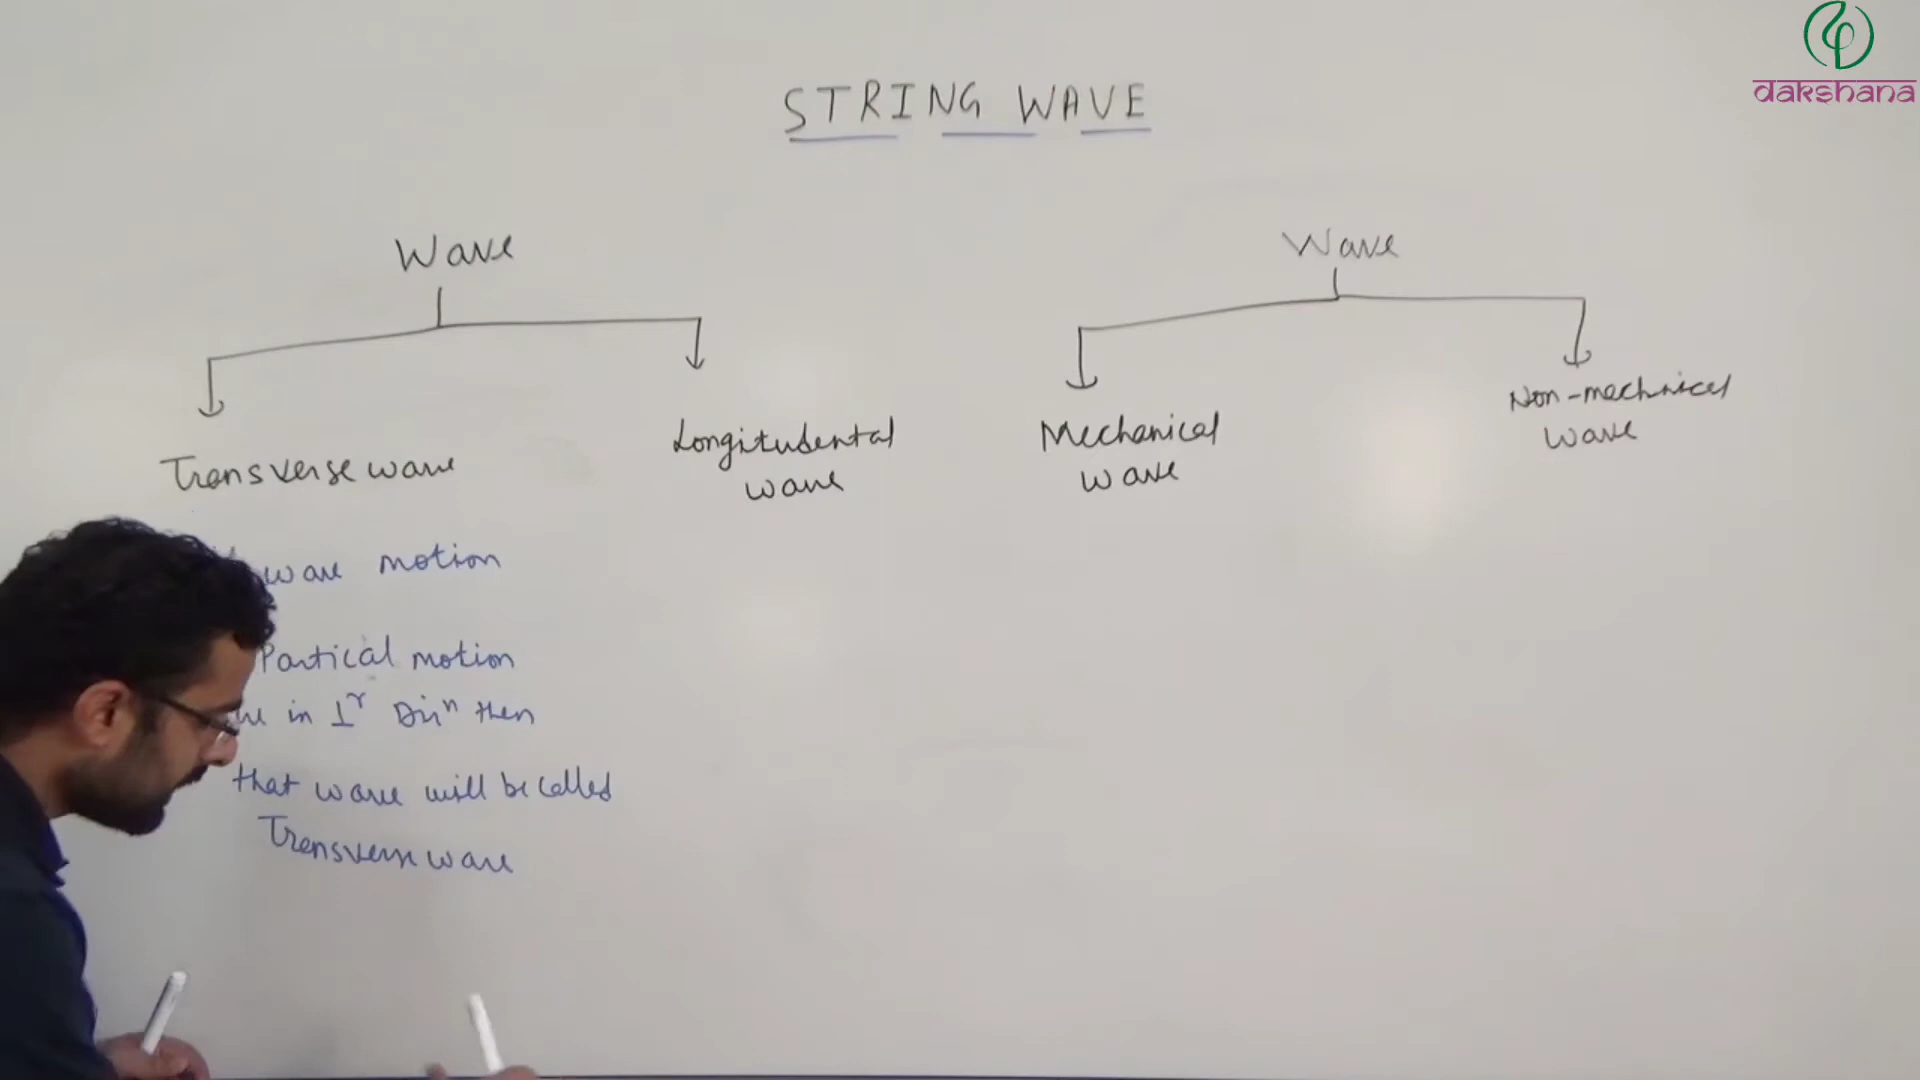 dakshana
STRING WAVE
Wave
Transverse wave
Longitudental
wave
wave motion
Partical motion
in ⊥r Dirn then
that wave will be called
Transverse wave
Wave
Mechanical
wave
Non-mechnical
wave